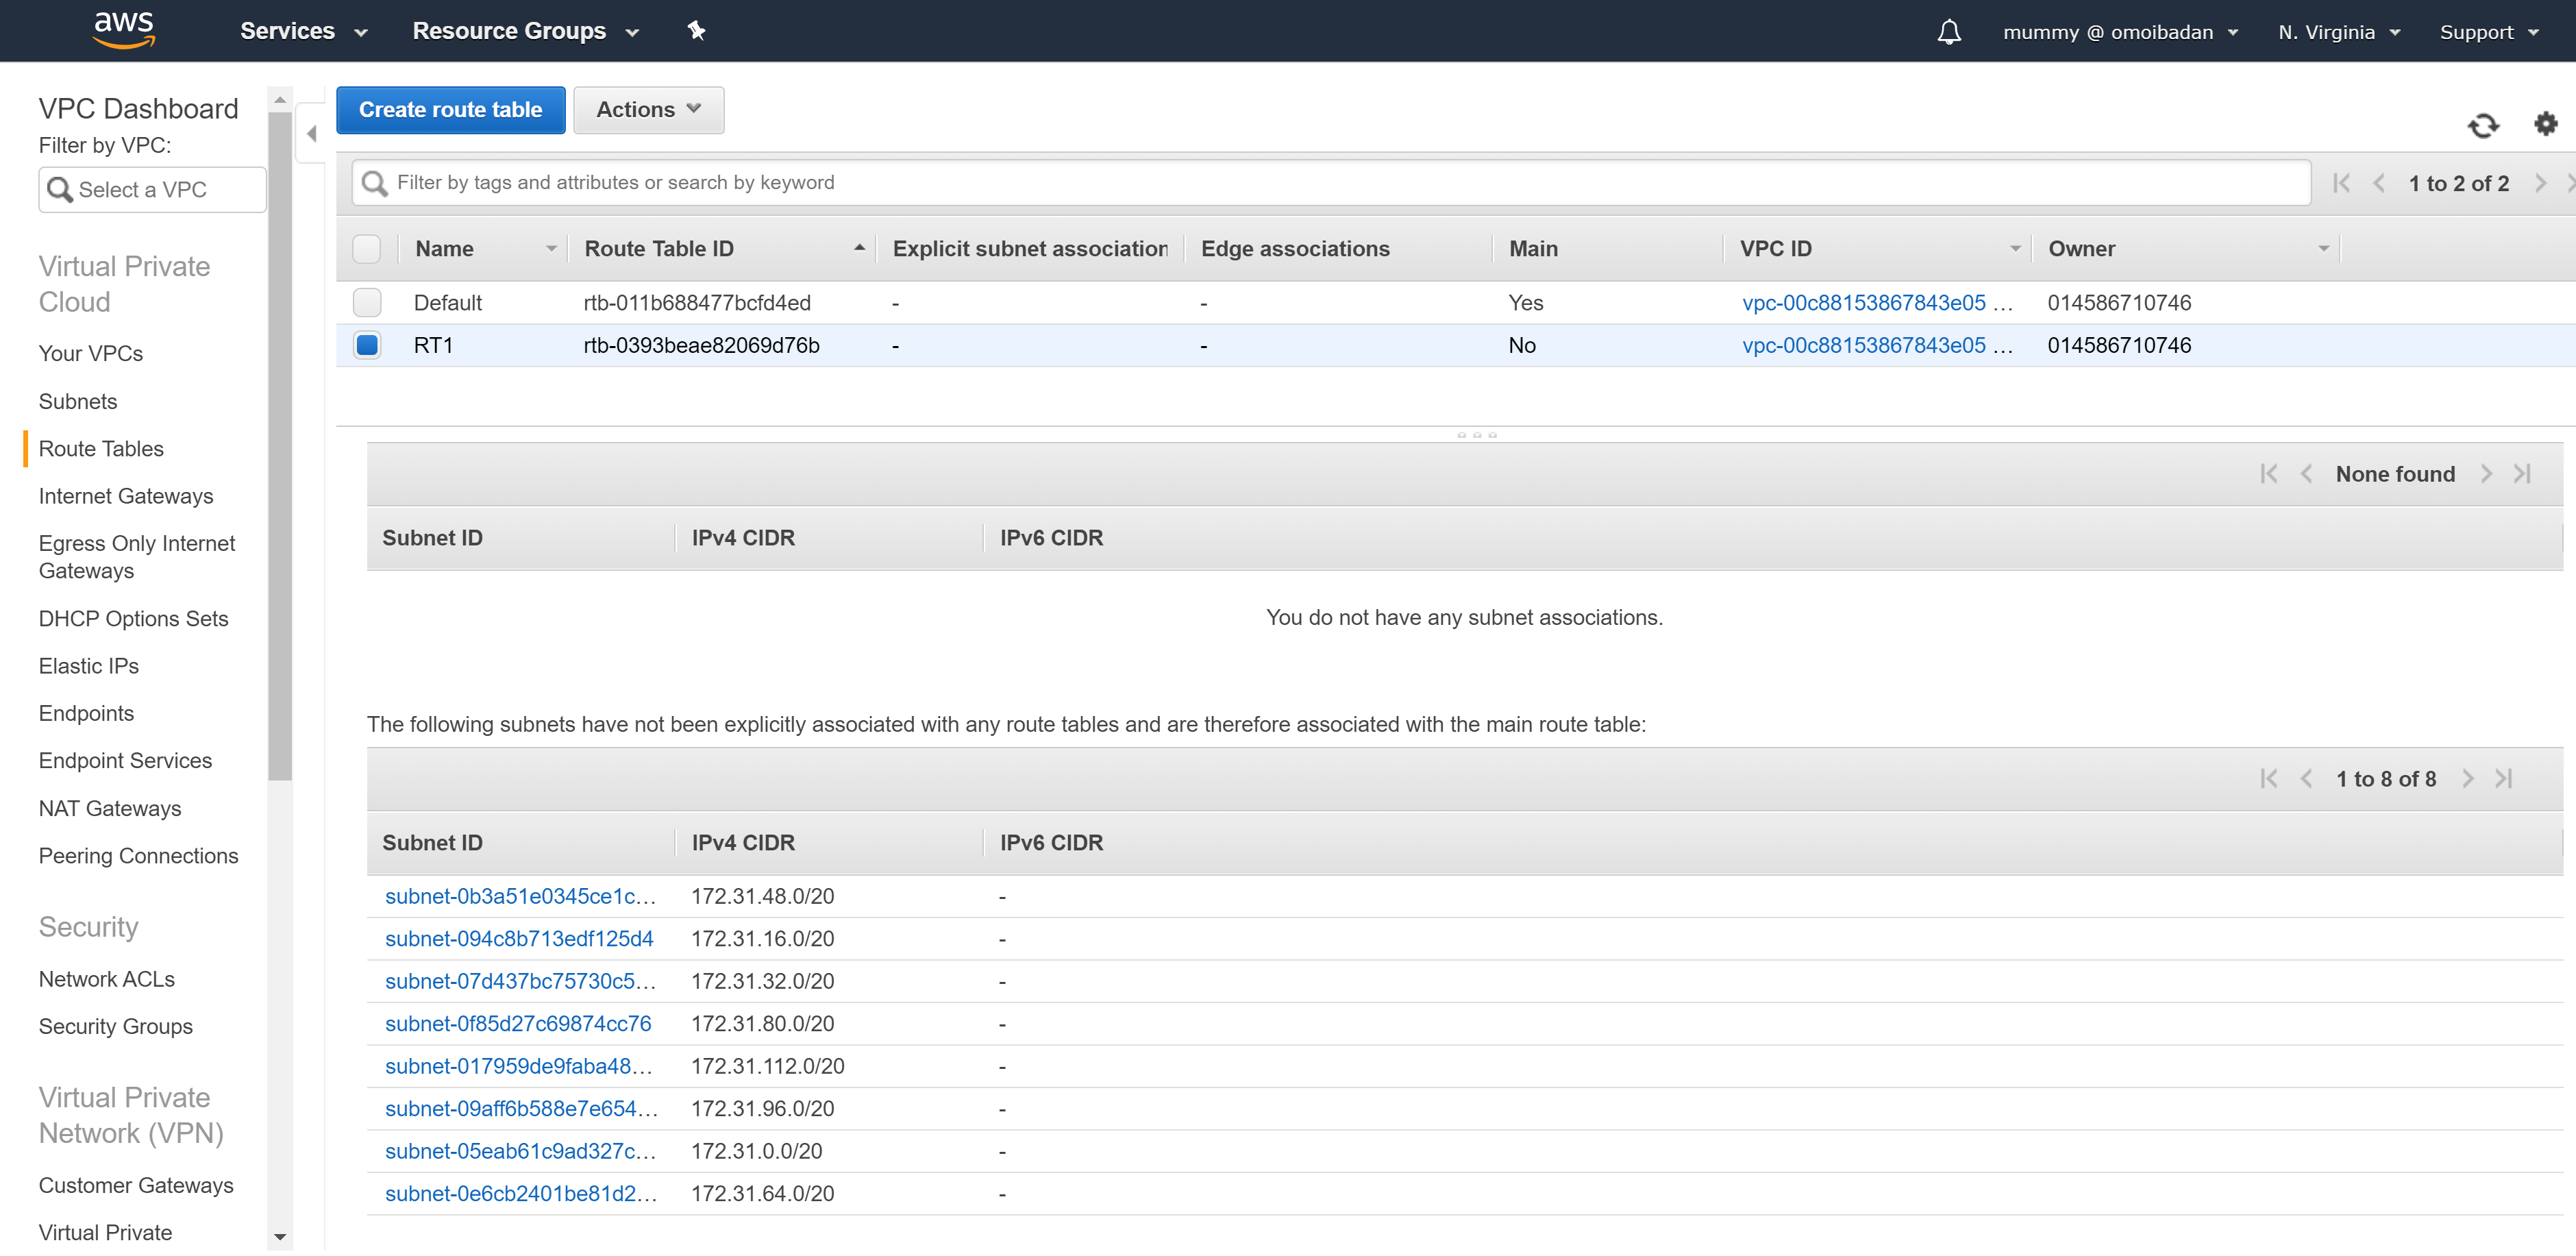 aws
Services
Resource Groups
mummy @ omoibadan
N. Virginia
Support
VPC Dashboard
Filter by VPC:
Select a VPC
Virtual Private
Cloud
Your VPCs
Subnets
Route Tables
Internet Gateways
Egress Only Internet
Gateways
DHCP Options Sets
Elastic IPs
Endpoints
Endpoint Services
NAT Gateways
Peering Connections
Security
Network ACLs
Security Groups
Virtual Private
Network (VPN)
Customer Gateways
Virtual Private
Create route table
Actions
Filter by tags and attributes or search by keyword
1 to 2 of 2
Name Route Table ID Explicit subnet association Edge associations Main VPC ID Owner
Default rtb-011b688477bcfd4ed - - Yes vpc-00c88153867843e05 ... 014586710746
RT1 rtb-0393beae82069d76b - - No vpc-00c88153867843e05 ... 014586710746
None found
Subnet ID IPv4 CIDR IPv6 CIDR
You do not have any subnet associations.
The following subnets have not been explicitly associated with any route tables and are therefore associated with the main route table:
1 to 8 of 8
Subnet ID IPv4 CIDR IPv6 CIDR
subnet-0b3a51e0345ce1c... 172.31.48.0/20 -
subnet-094c8b713edf125d4 172.31.16.0/20 -
subnet-07d437bc75730c5... 172.31.32.0/20 -
subnet-0f85d27c69874cc76 172.31.80.0/20 -
subnet-017959de9faba48... 172.31.112.0/20 -
subnet-09aff6b588e7e654... 172.31.96.0/20 -
subnet-05eab61c9ad327c... 172.31.0.0/20 -
subnet-0e6cb2401be81d2... 172.31.64.0/20 -